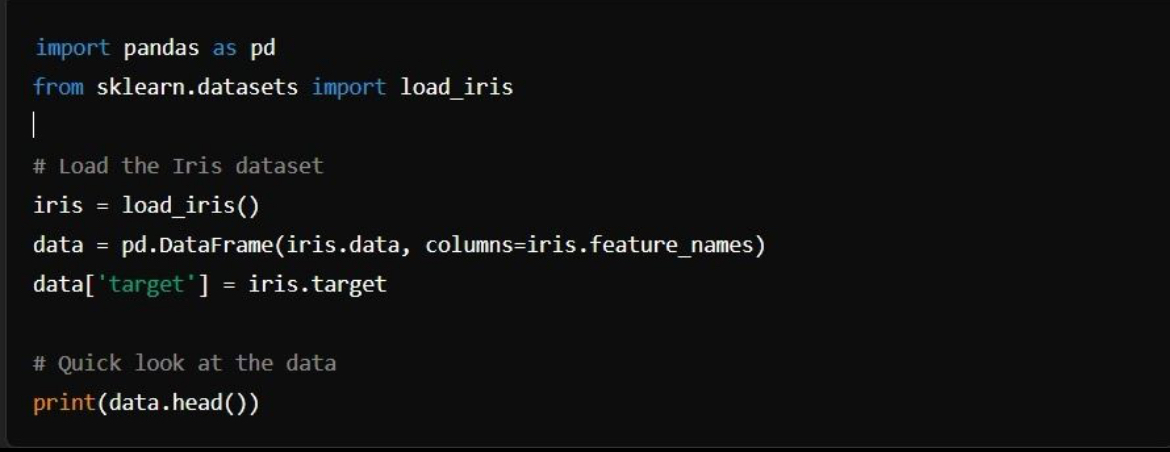 import pandas as pd
from sklearn.datasets import load_iris
# Load the Iris dataset
iris = load_iris()
data = pd.DataFrame(iris.data, columns=iris.feature_names)
data['target'] = iris.target
# Quick look at the data
print(data.head())